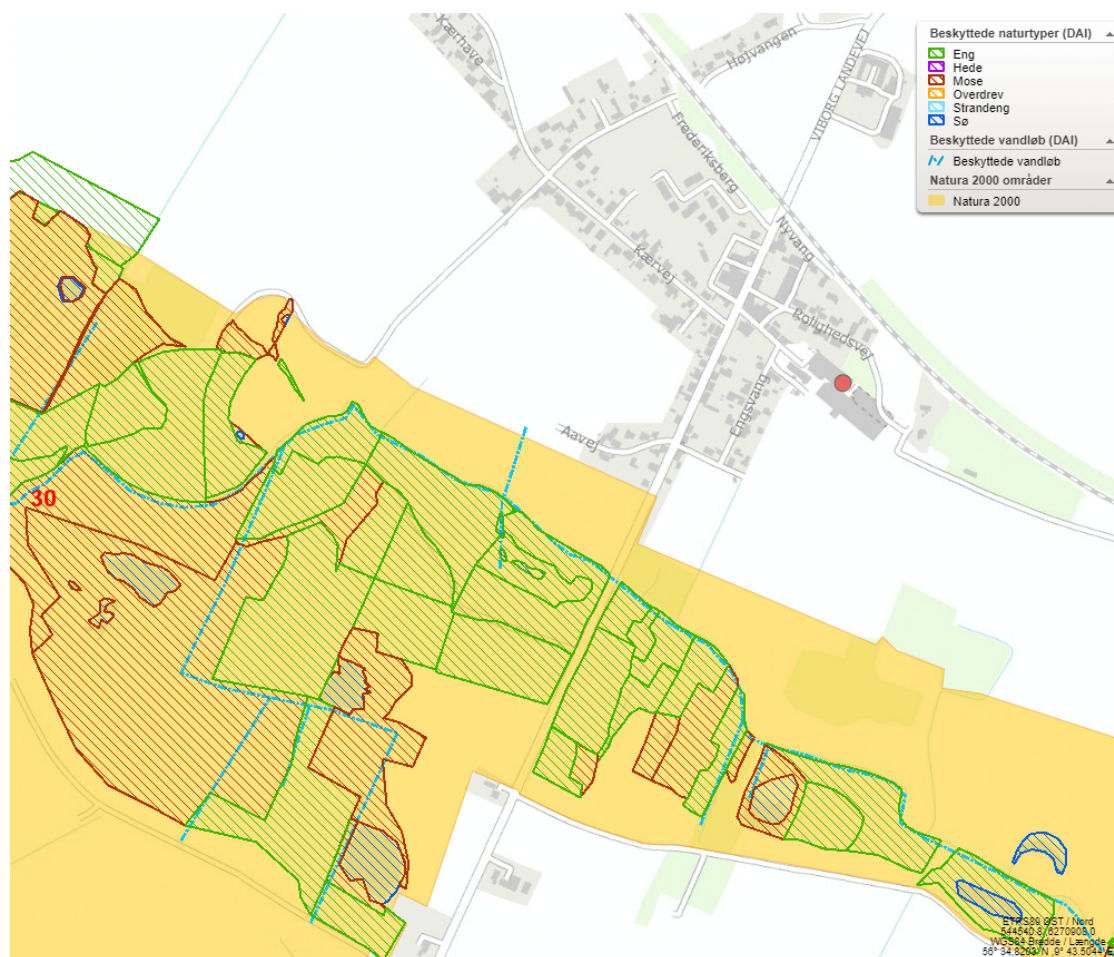 Beskyttede naturtyper (DAI)
Eng
Hede
Mose
Overdrev
Strandeng
Sø
Beskyttede vandløb (DAI)
Beskyttede vandløb
Natura 2000 områder
Natura 2000
Kærhave
Højvangen
VIBORG LANDEVEJ
Frederiksberg
Nyvang
Kærvej
Rolighedsvej
Engsvang
Aavej
30
ETRS89 ØST / Nord
544540.8, 6270908.0
WGS84 Bredde / Længde
56° 34.8203' N, 9° 43.5044' E